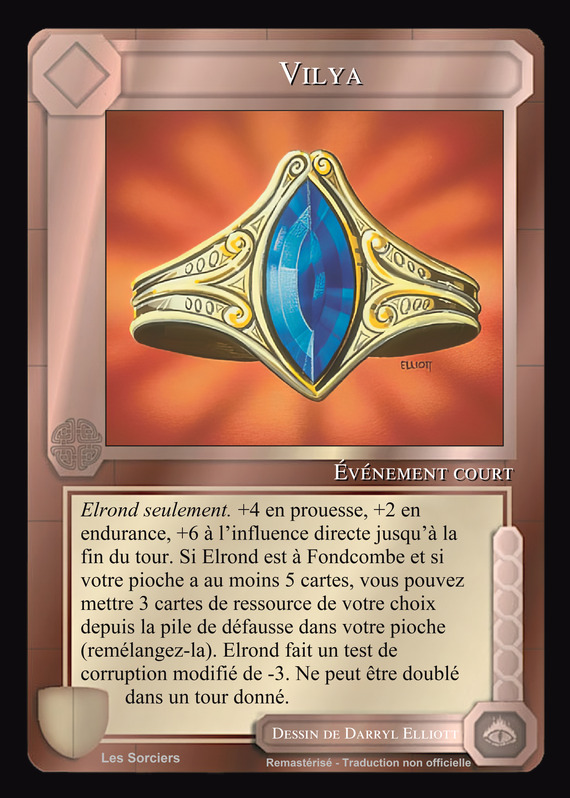 Vilya
Elliott
Événement court
Elrond seulement. +4 en prouesse, +2 en
endurance, +6 à l'influence directe jusqu'à la
fin du tour. Si Elrond est à Fondcombe et si
votre pioche a au moins 5 cartes, vous pouvez
mettre 3 cartes de ressource de votre choix
depuis la pile de défausse dans votre pioche
(remélangez-la). Elrond fait un test de
corruption modifié de -3. Ne peut être doublé
dans un tour donné.
Dessin de Darryl Elliott
Les Sorciers
Remastérisé - Traduction non officielle